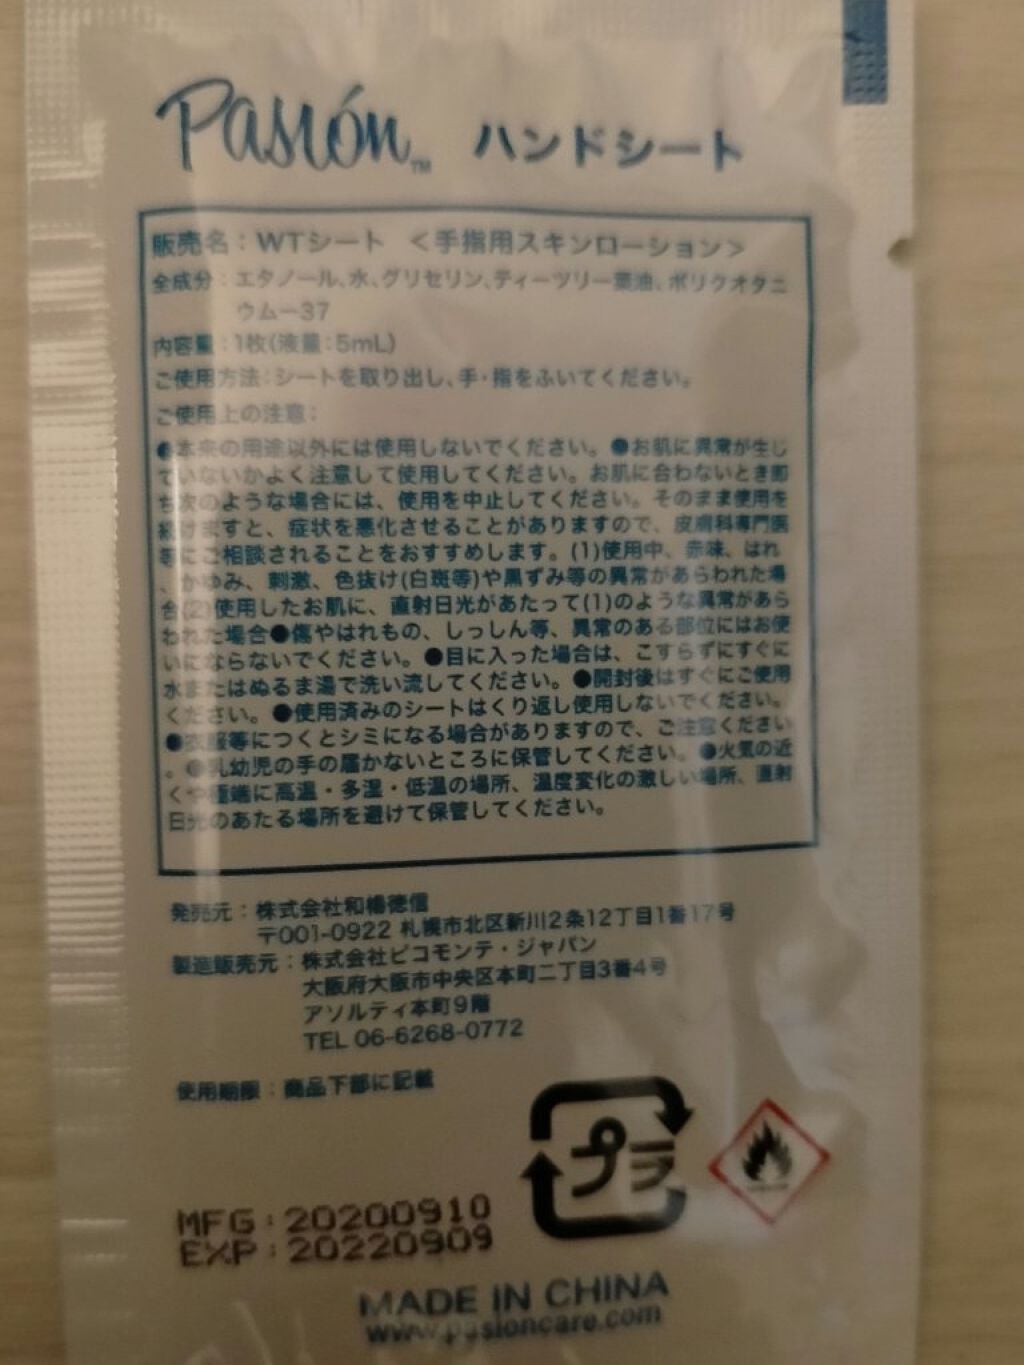 Pasión™ ハンドシート
販売名：WTシート ＜手指用スキンローション＞
全成分：エタノール、水、グリセリン、ティーツリー葉油、ポリクオタニ
ウムー37
内容量：1枚(液量：5mL)
ご使用方法：シートを取り出し、手・指をふいてください。
ご使用上の注意：
●本来の用途以外には使用しないでください。●お肌に異常が生じ
ていないかよく注意して使用してください。お肌に合わないとき即
ち次のような場合には、使用を中止してください。そのまま使用を
続けますと、症状を悪化させることがありますので、皮膚科専門医
等にご相談されることをおすすめします。(1)使用中、赤味、はれ
、かゆみ、刺激、色抜け(白斑等)や黒ずみ等の異常があらわれた場
合(2)使用したお肌に、直射日光があたって(1)のような異常があら
われた場合●傷やはれもの、しっしん等、異常のある部位にはお使
いにならないでください。●目に入った場合は、こすらずにすぐに
水またはぬるま湯で洗い流してください。●開封後はすぐにご使用
ください。●使用済みのシートはくり返し使用しないでください。
●衣服等につくとシミになる場合がありますので、ご注意ください
。●乳幼児の手の届かないところに保管してください。●火気の近
くや極端に高温・多湿・低温の場所、温度変化の激しい場所、直射
日光のあたる場所を避けて保管してください。
発売元：株式会社和楊徳信
〒001-0922 札幌市北区新川2条12丁目1番17号
製造販売元：株式会社ピコモンテ・ジャパン
大阪府大阪市中央区本町二丁目3番4号
アソルティ本町9階
TEL 06-6268-0772
使用期限：商品下部に記載
プラ
MFG：20200910
EXP：20220909
MADE IN CHINA
www.pasioncare.com